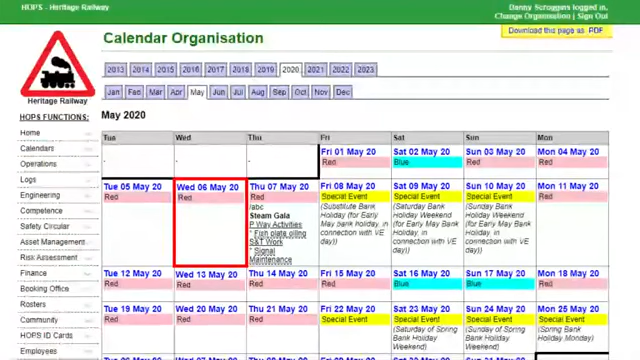 HOPS - Heritage Railway
Danny Scroggins logged in.
Change Organisation | Sign Out
Download this page as PDF
Calendar Organisation
2013 2014 2015 2016 2017 2018 2019 2020 2021 2022 2023
Jan Feb Mar Apr May Jun Jul Aug Sep Oct Nov Dec
Heritage Railway
May 2020
HOPS FUNCTIONS:
Home
Calendars
Operations
Logs
Engineering
Competence
Safety Circular
Asset Management
Risk Assessment
Finance
Booking Office
Rosters
Community
HOPS ID Cards
Employees
Tue Wed Thu Fri Sat Sun Mon
Fri 01 May 20 Sat 02 May 20 Sun 03 May 20 Mon 04 May 20
Red Blue Red Red
Tue 05 May 20 Wed 06 May 20 Thu 07 May 20 Fri 08 May 20 Sat 09 May 20 Sun 10 May 20 Mon 11 May 20
Red Red Red Special Event Special Event Special Event Red
/abc
Steam Gala
P Way Activities
* Fish plate oiling
S&T Work
* Signal
Maintenance
(Substitute Bank
Holiday (for Early
May bank holiday, in
connection with VE
day)
(Saturday Bank
Holiday Weekend
(for Early May, in
connection with VE
day)
(Sunday Bank
Holiday Weekend
(for Early May, in
connection with VE
day)
Tue 12 May 20 Wed 13 May 20 Thu 14 May 20 Fri 15 May 20 Sat 16 May 20 Sun 17 May 20 Mon 18 May 20
Red Red Red Red Blue Blue Red
Tue 19 May 20 Wed 20 May 20 Thu 21 May 20 Fri 22 May 20 Sat 23 May 20 Sun 24 May 20 Mon 25 May 20
Red Red Red Special Event Special Event Special Event Special Event
(Saturday of Spring
Bank Holiday
Weekend)
(Sunday of Spring
Bank Holiday
Weekend)
(Spring Bank
Holiday)